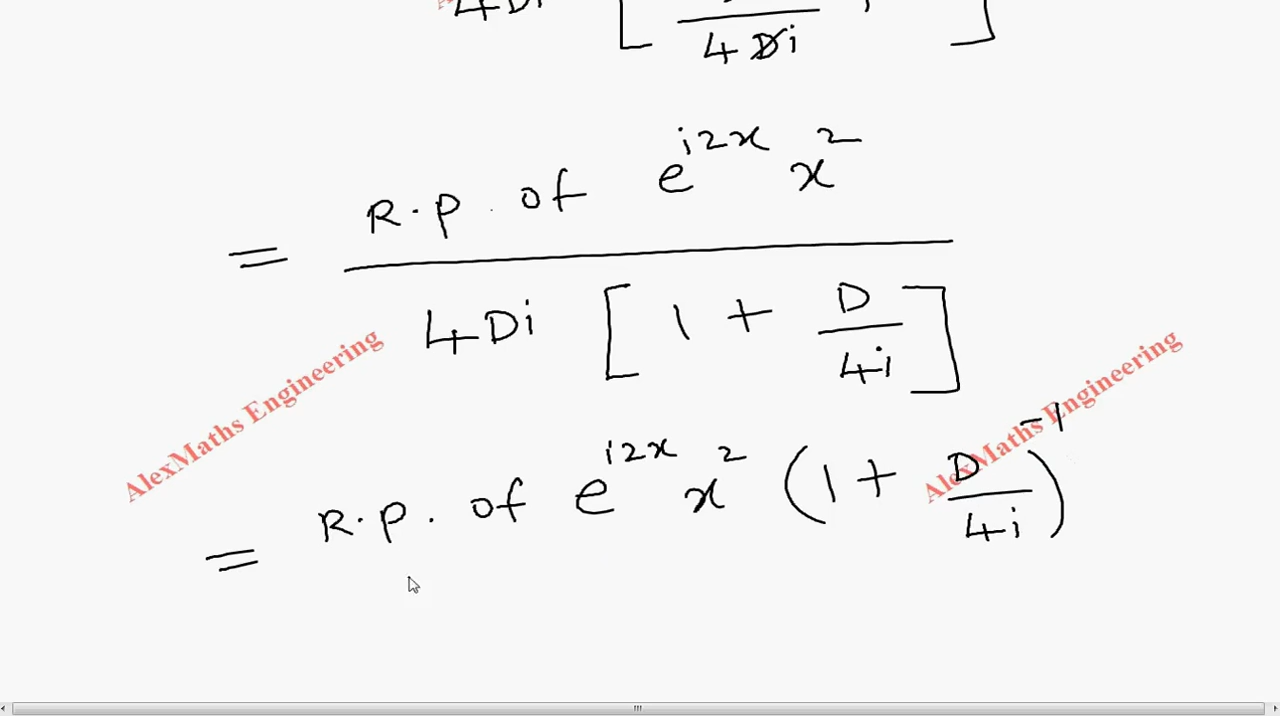 4Di [ 4Di ]
= R.p. of e^{i2x} x^2
4Di [ 1 + D/4i ]
AlexMaths Engineering
AlexMaths Engineering
= R.p. of e^{i2x} x^2 (1 + D/4i)^{-1}